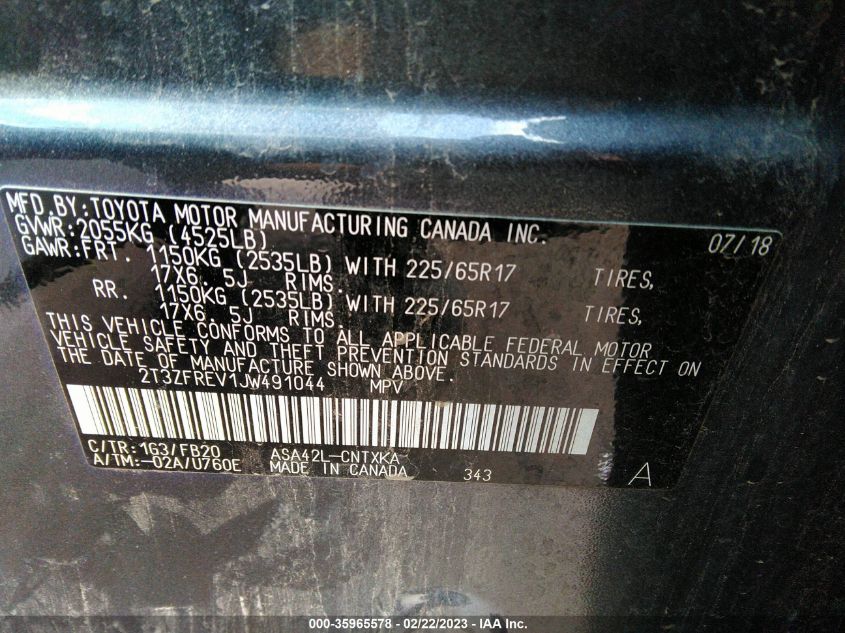 MFD.BY:TOYOTA MOTOR MANUFACTURING CANADA INC. 07/18
GVWR:2055KG (4525LB)
GAWR:FRT. 1150KG (2535LB) WITH 225/65R17 TIRES,
17X6. 5J RIMS.
RR. 1150KG (2535LB) WITH 225/65R17 TIRES,
17X6. 5J RIMS.
THIS VEHICLE CONFORMS TO ALL APPLICABLE FEDERAL MOTOR
VEHICLE SAFETY AND THEFT PREVENTION STANDARDS IN EFFECT ON
THE DATE OF MANUFACTURE SHOWN ABOVE.
2T3ZFREV1JW491044 MPV
C/TR:1G3/FB20 ASA42L-CNTXKA
A/TM:-02A/U760E MADE IN CANADA 343 A
000-35965578 - 02/22/2023 - IAA Inc.